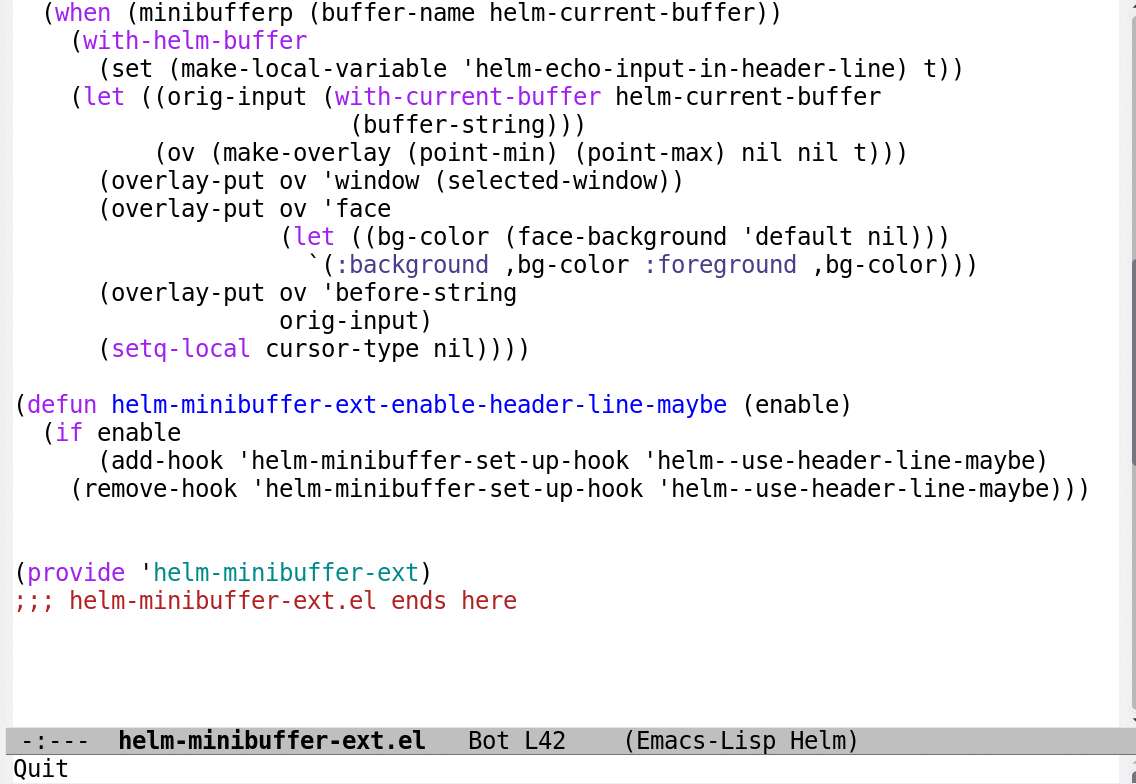 (when (minibufferp (buffer-name helm-current-buffer))
    (with-helm-buffer
      (set (make-local-variable 'helm-echo-input-in-header-line) t))
    (let ((orig-input (with-current-buffer helm-current-buffer
                        (buffer-string)))
          (ov (make-overlay (point-min) (point-max) nil nil t)))
      (overlay-put ov 'window (selected-window))
      (overlay-put ov 'face
                   (let ((bg-color (face-background 'default nil)))
                     `(:background ,bg-color :foreground ,bg-color)))
      (overlay-put ov 'before-string
                   orig-input)
      (setq-local cursor-type nil))))

(defun helm-minibuffer-ext-enable-header-line-maybe (enable)
  (if enable
      (add-hook 'helm-minibuffer-set-up-hook 'helm--use-header-line-maybe)
    (remove-hook 'helm-minibuffer-set-up-hook 'helm--use-header-line-maybe)))


(provide 'helm-minibuffer-ext)
;;; helm-minibuffer-ext.el ends here
-:---  helm-minibuffer-ext.el   Bot L42    (Emacs-Lisp Helm)
Quit